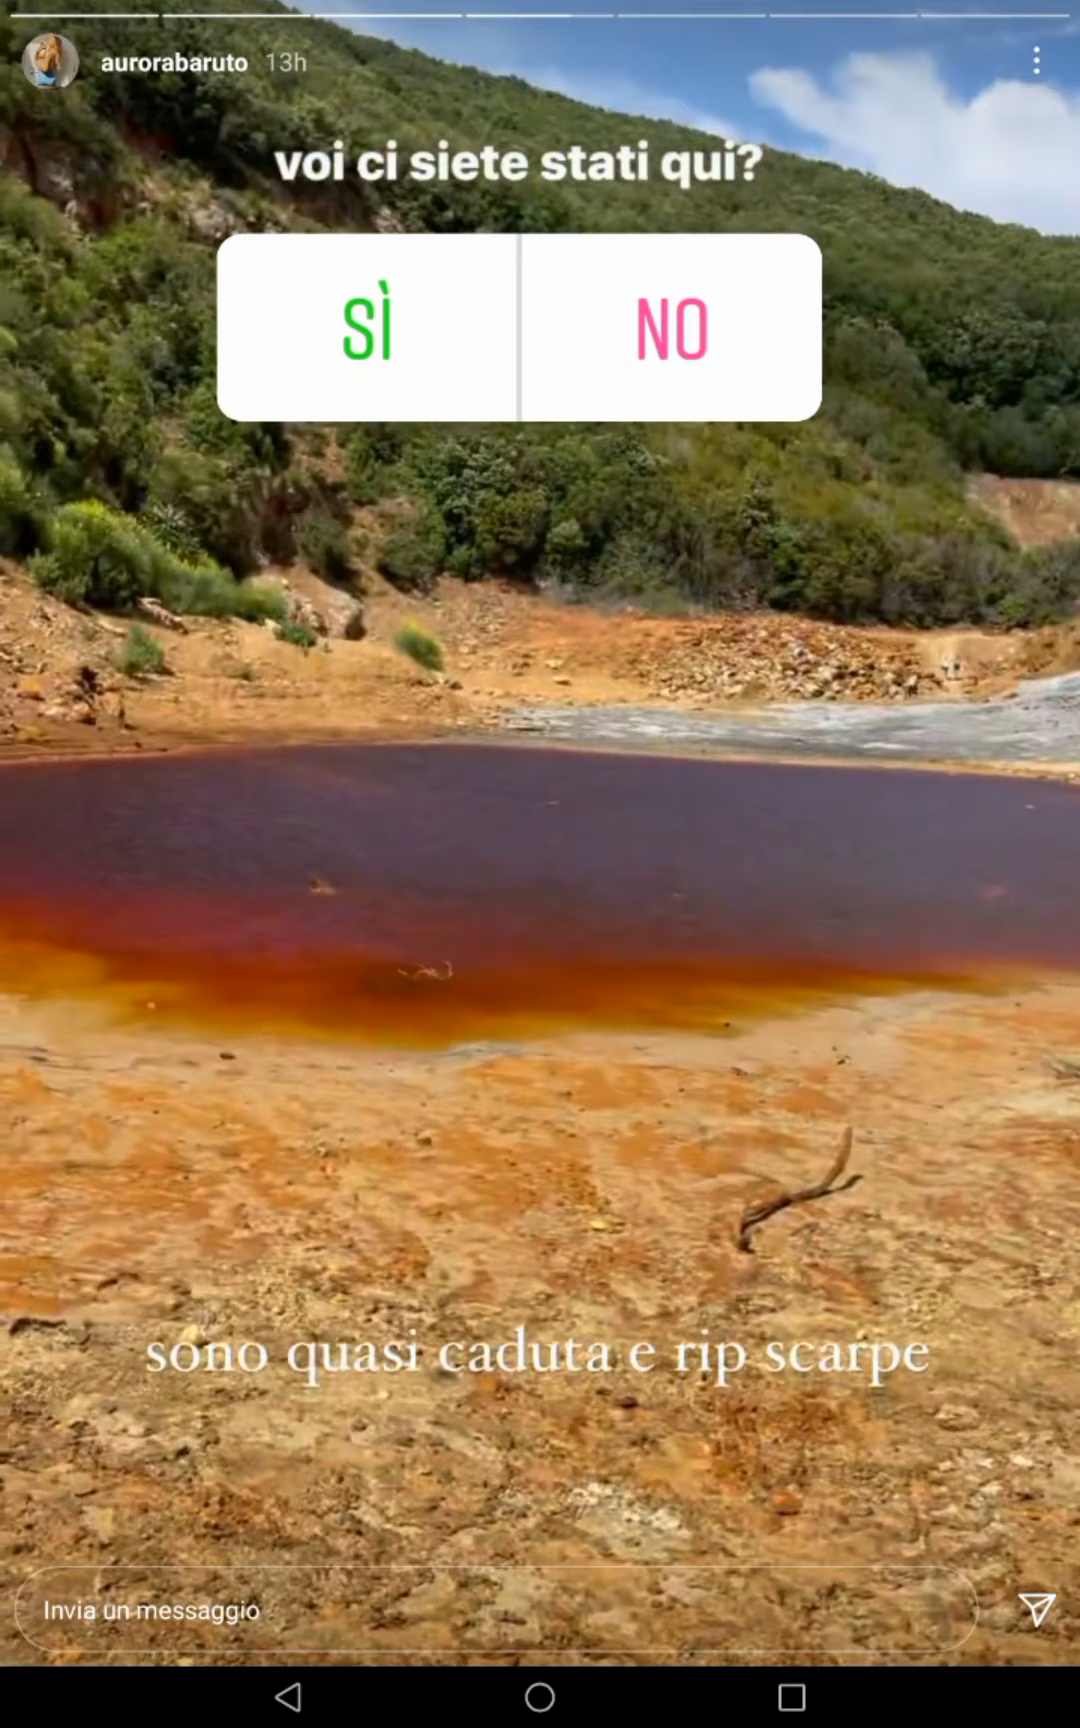 aurorabaruto 13h
voi ci siete stati qui?
SÌ NO
sono quasi caduta e rip scarpe
Invia un messaggio